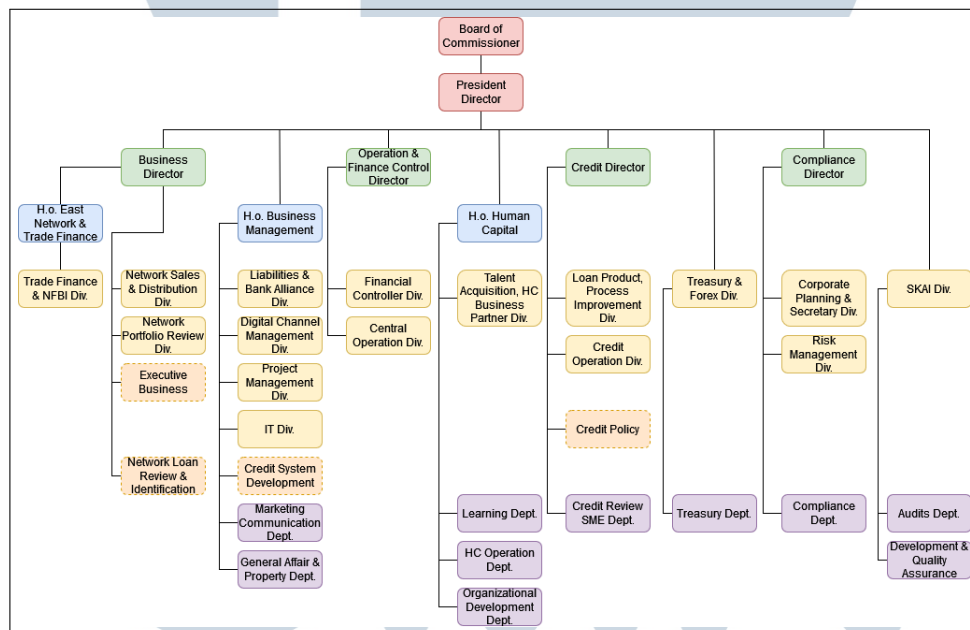 Board of
Commissioner
President
Director
Business
Director
Operation &
Finance Control
Director
Credit Director
Compliance
Director
H.o. East
Network &
Trade Finance
H.o. Business
Management
H.o. Human
Capital
Trade Finance
& NFBI Div.
Network Sales
& Distribution
Div.
Liabilities &
Bank Alliance
Div.
Financial
Controller Div.
Talent
Acquisition, HC
Business
Partner Div.
Loan Product,
Process
Improvement
Div.
Treasury &
Forex Div.
Corporate
Planning &
Secretary Div.
SKAI Div.
Network
Portfolio Review
Div.
Digital Channel
Management
Div.
Central
Operation Div.
Credit
Operation Div.
Risk
Management
Div.
Executive
Business
Project
Management
Div.
IT Div.
Credit Policy
Network Loan
Review &
Identification
Credit System
Development
Marketing
Communication
Dept.
Learning Dept.
Credit Review
SME Dept.
Treasury Dept.
Compliance
Dept.
Audits Dept.
General Affair &
Property Dept.
HC Operation
Dept.
Development &
Quality
Assurance
Organizational
Development
Dept.